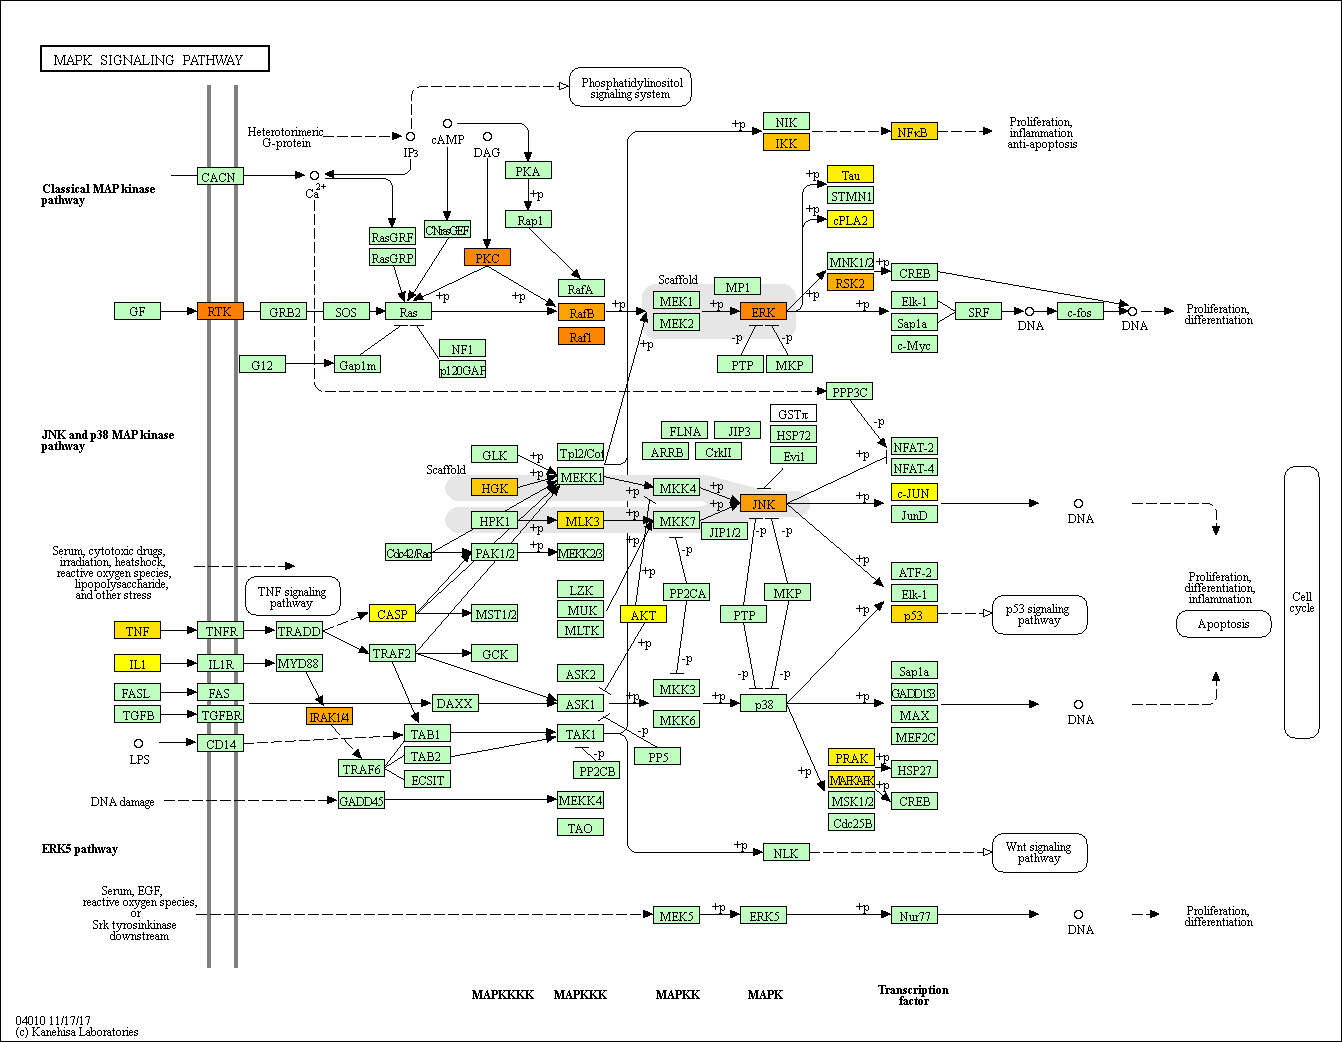 MAPK SIGNALING PATHWAY
Phosphatidylinositol
signaling system
Heterotorimeric
G-protein
IP3
cAMP
DAG
+p
NIK
IKK
NFκB
Proliferation,
inflammation
anti-apoptosis
CACN
Ca2+
PKA
+p
Rap1
Classical MAP kinase
pathway
+p
Tau
STMN1
+p
cPLA2
RasGRF
RasGRP
CNrasGEF
PKC
RafA
Scaffold
MP1
MNK1/2
+p
RSK2
+p
CREB
GF
RTK
GRB2
SOS
Ras
+p
+p
RafB
Raf1
+p
MEK1
MEK2
+p
ERK
+p
Elk-1
Sap1a
c-Myc
SRF
DNA
c-fos
DNA
Proliferation,
differentiation
G12
Gap1m
NF1
p120GAP
+p
-p
-p
PTP
MKP
PPP3C
-p
JNK and p38 MAP kinase
pathway
GSTπ
FLNA
JIP3
HSP72
ARRB
CrkII
Evi1
NFAT-2
NFAT-4
+p
Scaffold
GLK
+p
Tpl2/Cot
HGK
+p
MEKK1
+p
MKK4
+p
JNK
+p
c-JUN
JunD
DNA
HPK1
+p
+p
MLK3
+p
+p
MKK7
+p
JIP1/2
Cdc42/Rac
PAK1/2
+p
MEKK2/3
+p
-p
-p
-p
Serum, cytotoxic drugs,
irradiation, heatshock,
reactive oxygen species,
lipopolysaccharide,
and other stress
TNF signaling
pathway
+p
ATF-2
Elk-1
p53
+p
p53 signaling
pathway
Proliferation,
differentiation,
inflammation
Apoptosis
Cell
cycle
LZK
MUK
MLTK
+p
PP2CA
MKP
PTP
CASP
MST1/2
AKT
TNF
TNFR
TRADD
TRAF2
GCK
+p
-p
IL1
IL1R
MYD88
ASK2
-p
-p
FASL
FAS
DAXX
ASK1
+p
MKK3
MKK6
+p
p38
Sap1a
GADD153
MAX
MEF2C
DNA
TGFB
TGFBR
IRAK1/4
LPS
CD14
TAB1
TAB2
ECSIT
TRAF6
TAK1
-p
PP2CB
-p
PP5
+p
PRAK
+p
MAPKAPK
+p
MSK1/2
Cdc25B
HSP27
CREB
DNA damage
GADD45
MEKK4
TAO
ERK5 pathway
+p
NLK
Wnt signaling
pathway
Serum, EGF,
reactive oxygen species,
or
Srk tyrosinkinase
downstream
MEK5
+p
ERK5
+p
Nur77
DNA
Proliferation,
differentiation
MAPKKKK
MAPKKK
MAPKK
MAPK
Transcription
factor
04010 11/17/17
(c) Kanehisa Laboratories